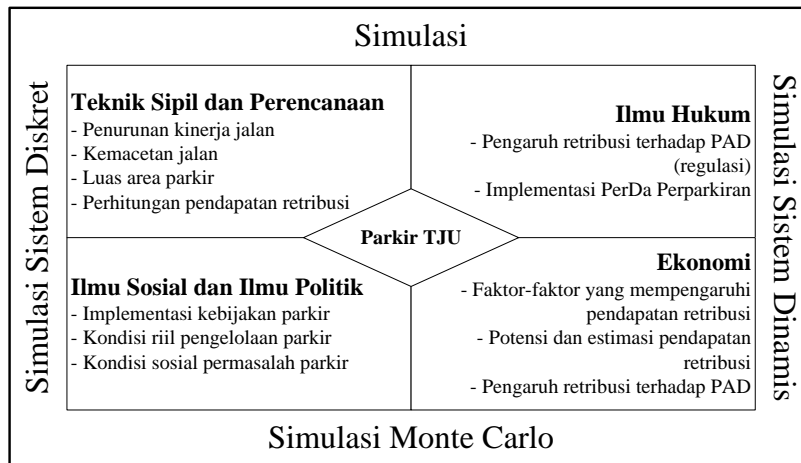 Simulasi
Simulasi Sistem Diskret
Teknik Sipil dan Perencanaan
- Penurunan kinerja jalan
- Kemacetan jalan
- Luas area parkir
- Perhitungan pendapatan retribusi
Ilmu Hukum
- Pengaruh retribusi terhadap PAD
(regulasi)
- Implementasi PerDa Perparkiran
Parkir TJU
Ilmu Sosial dan Ilmu Politik
- Implementasi kebijakan parkir
- Kondisi riil pengelolaan parkir
- Kondisi sosial permasalah parkir
Ekonomi
- Faktor-faktor yang mempengaruhi
pendapatan retribusi
- Potensi dan estimasi pendapatan
retribusi
- Pengaruh retribusi terhadap PAD
Simulasi Sistem Dinamis
Simulasi Monte Carlo